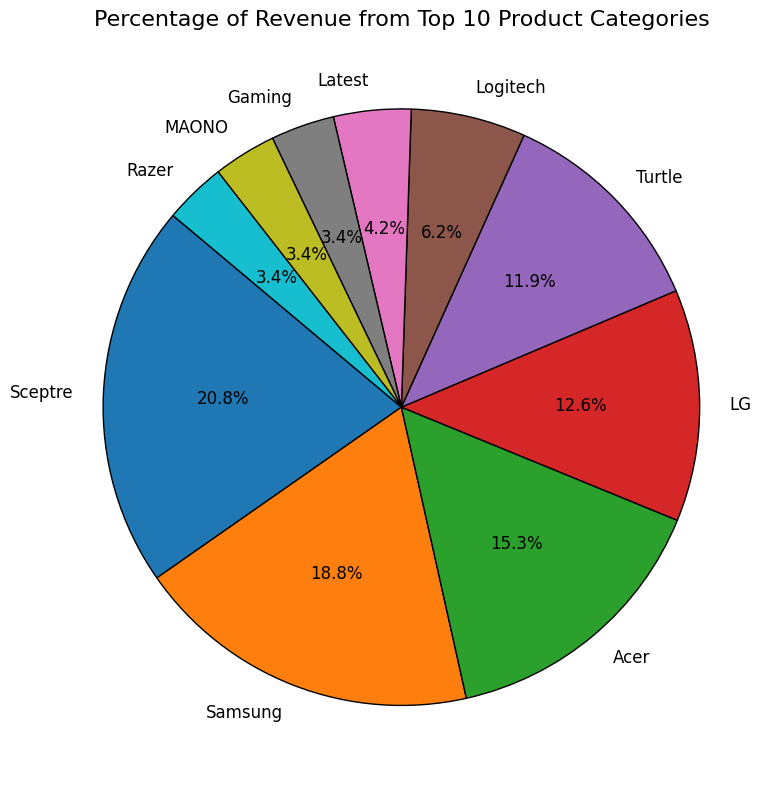 Percentage of Revenue from Top 10 Product Categories
Latest
Logitech
Gaming
MAONO
Razer
Turtle
4.2%
6.2%
3.4%
3.4%
3.4%
11.9%
Sceptre
20.8%
12.6%
LG
15.3%
18.8%
Acer
Samsung